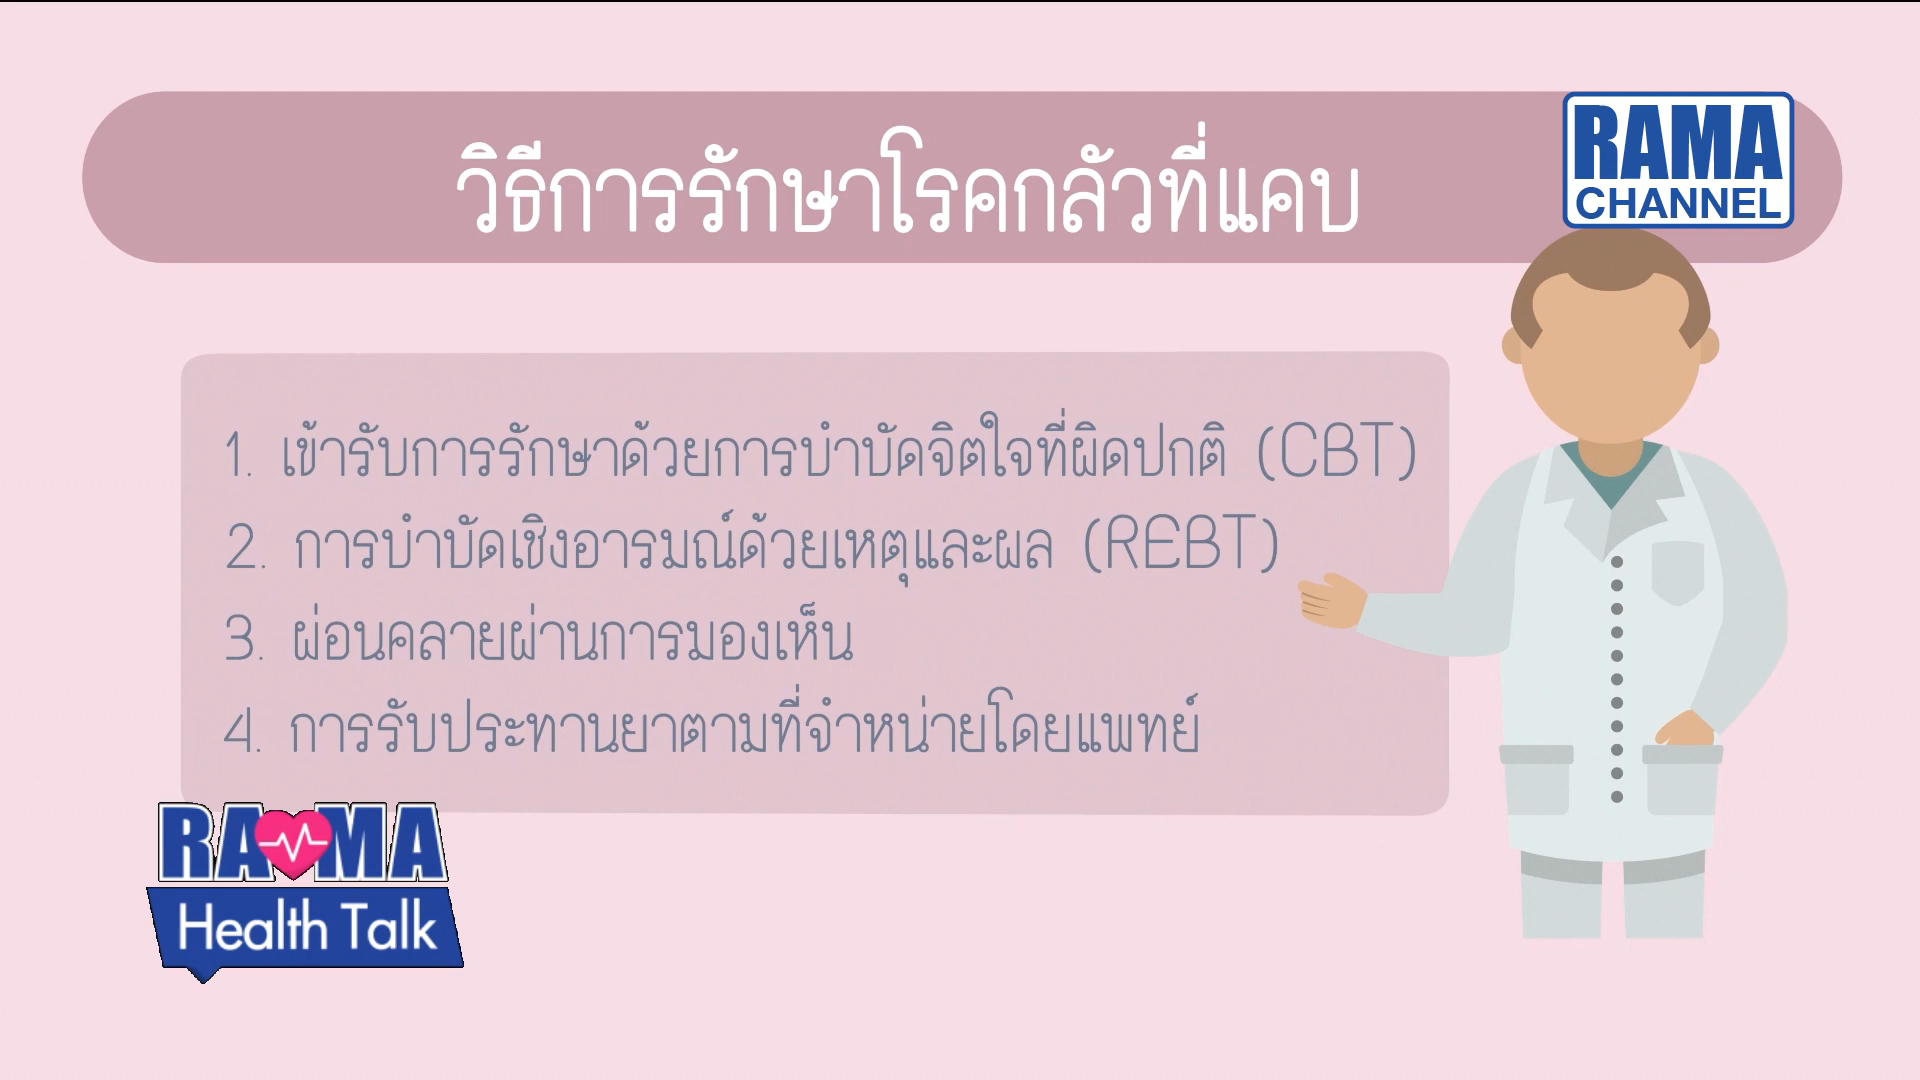 วิธีการรักษาโรคกลัวที่แคบ
RAMA
CHANNEL
1. เข้ารับการรักษาด้วยการบำบัดจิตใจที่ผิดปกติ (CBT)
2. การบำบัดเชิงอารมณ์ด้วยเหตุและผล (REBT)
3. ผ่อนคลายผ่านการมองเห็น
4. การรับประทานยาตามที่จำหน่ายโดยแพทย์
RAMA
Health Talk